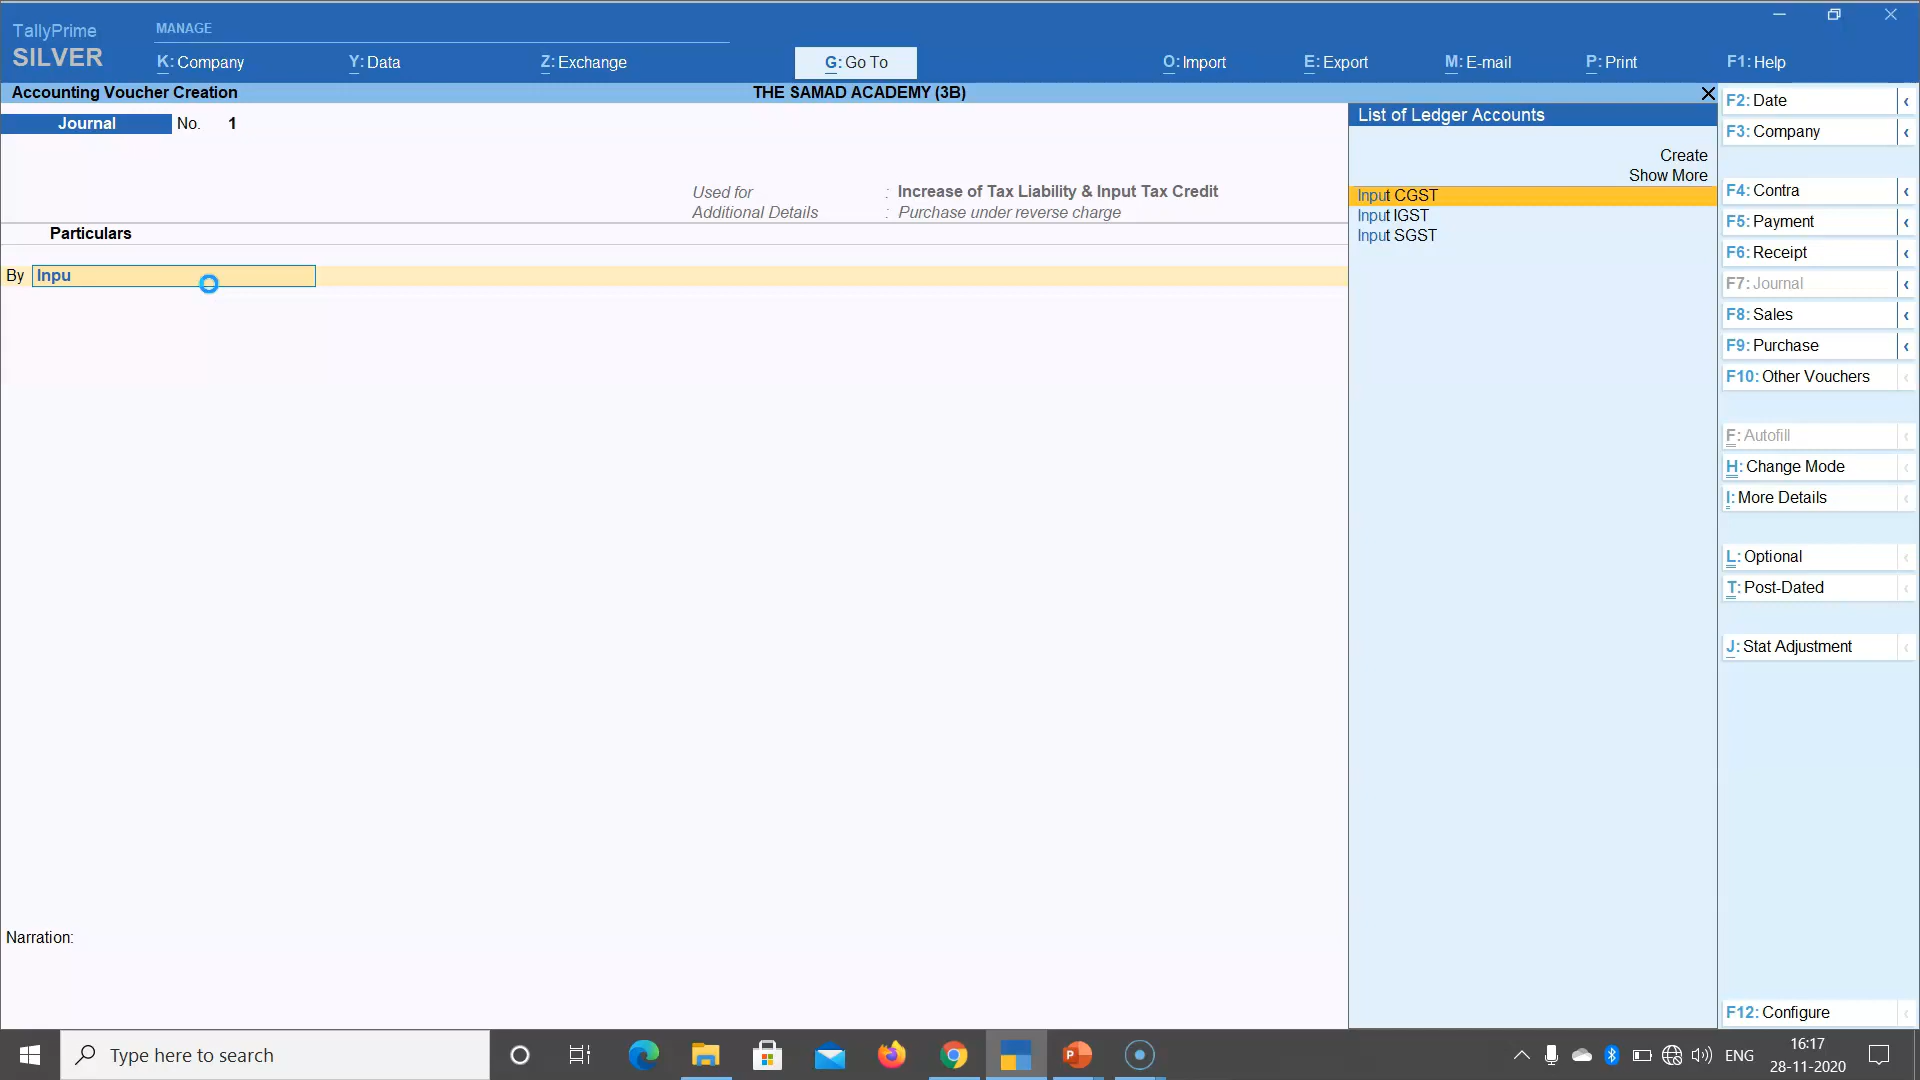 TallyPrime
SILVER
MANAGE
K: Company
Y: Data
Z: Exchange
G: Go To
O: Import
E: Export
M: E-mail
P: Print
F1: Help
Accounting Voucher Creation
THE SAMAD ACADEMY (3B)
Journal No. 1
Used for : Increase of Tax Liability & Input Tax Credit
Additional Details : Purchase under reverse charge
Particulars
By Inpu
Narration:
List of Ledger Accounts
Create
Show More
Input CGST
Input IGST
Input SGST
F2: Date
F3: Company
F4: Contra
F5: Payment
F6: Receipt
F7: Journal
F8: Sales
F9: Purchase
F10: Other Vouchers
F: Autofill
H: Change Mode
I: More Details
L: Optional
T: Post-Dated
J: Stat Adjustment
F12: Configure
Type here to search
ENG
16:17
28-11-2020